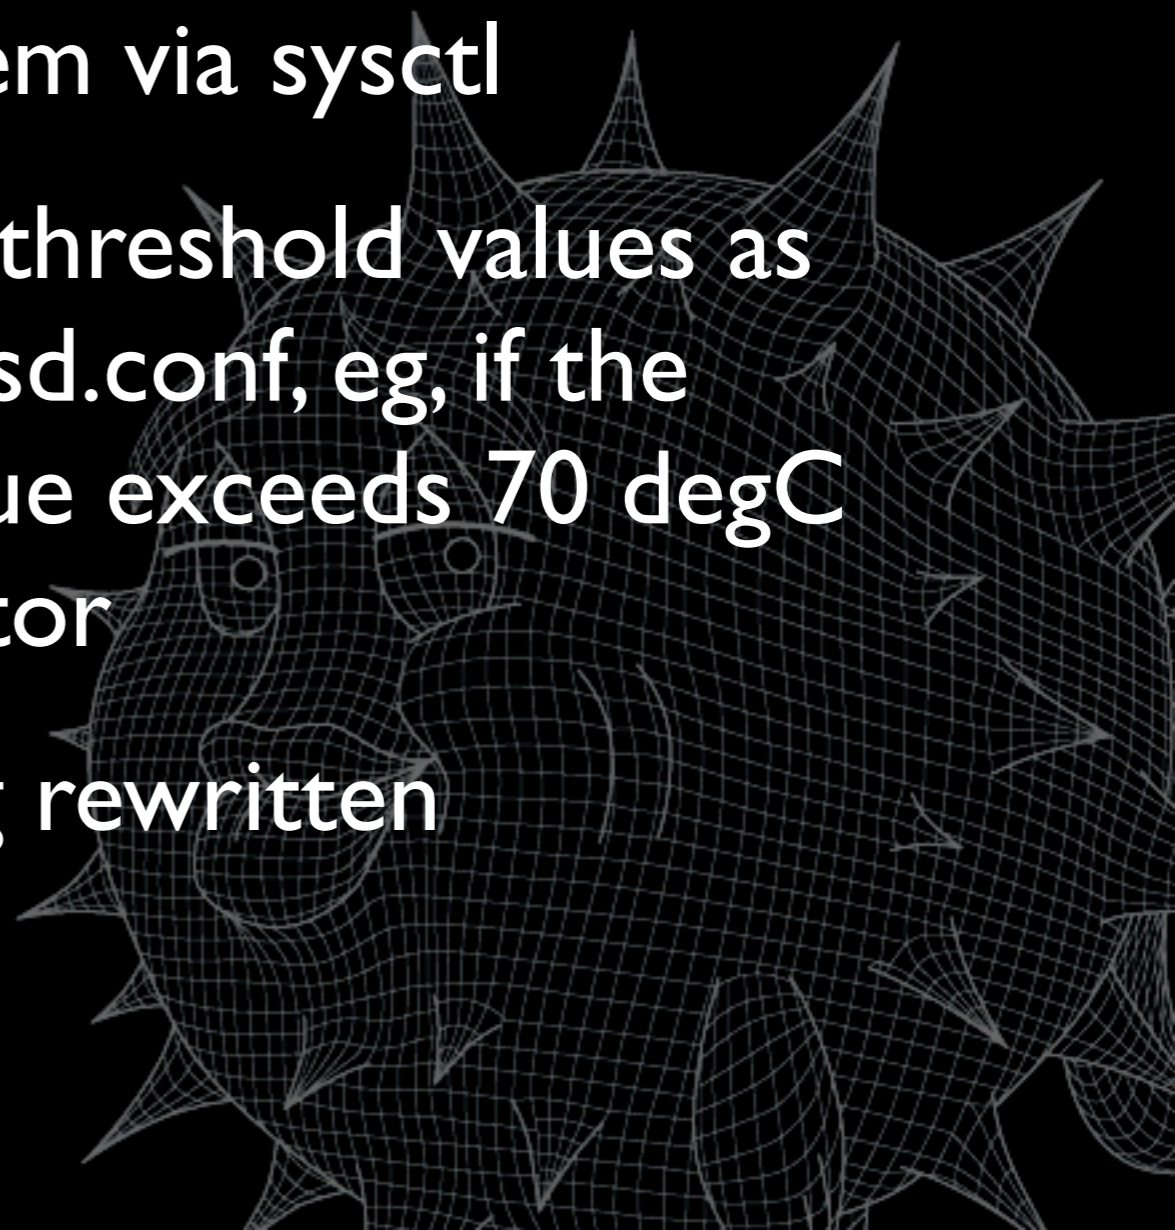 em via sysctl
threshold values as
sd.conf, eg, if the
ue exceeds 70 degC
tor
g rewritten